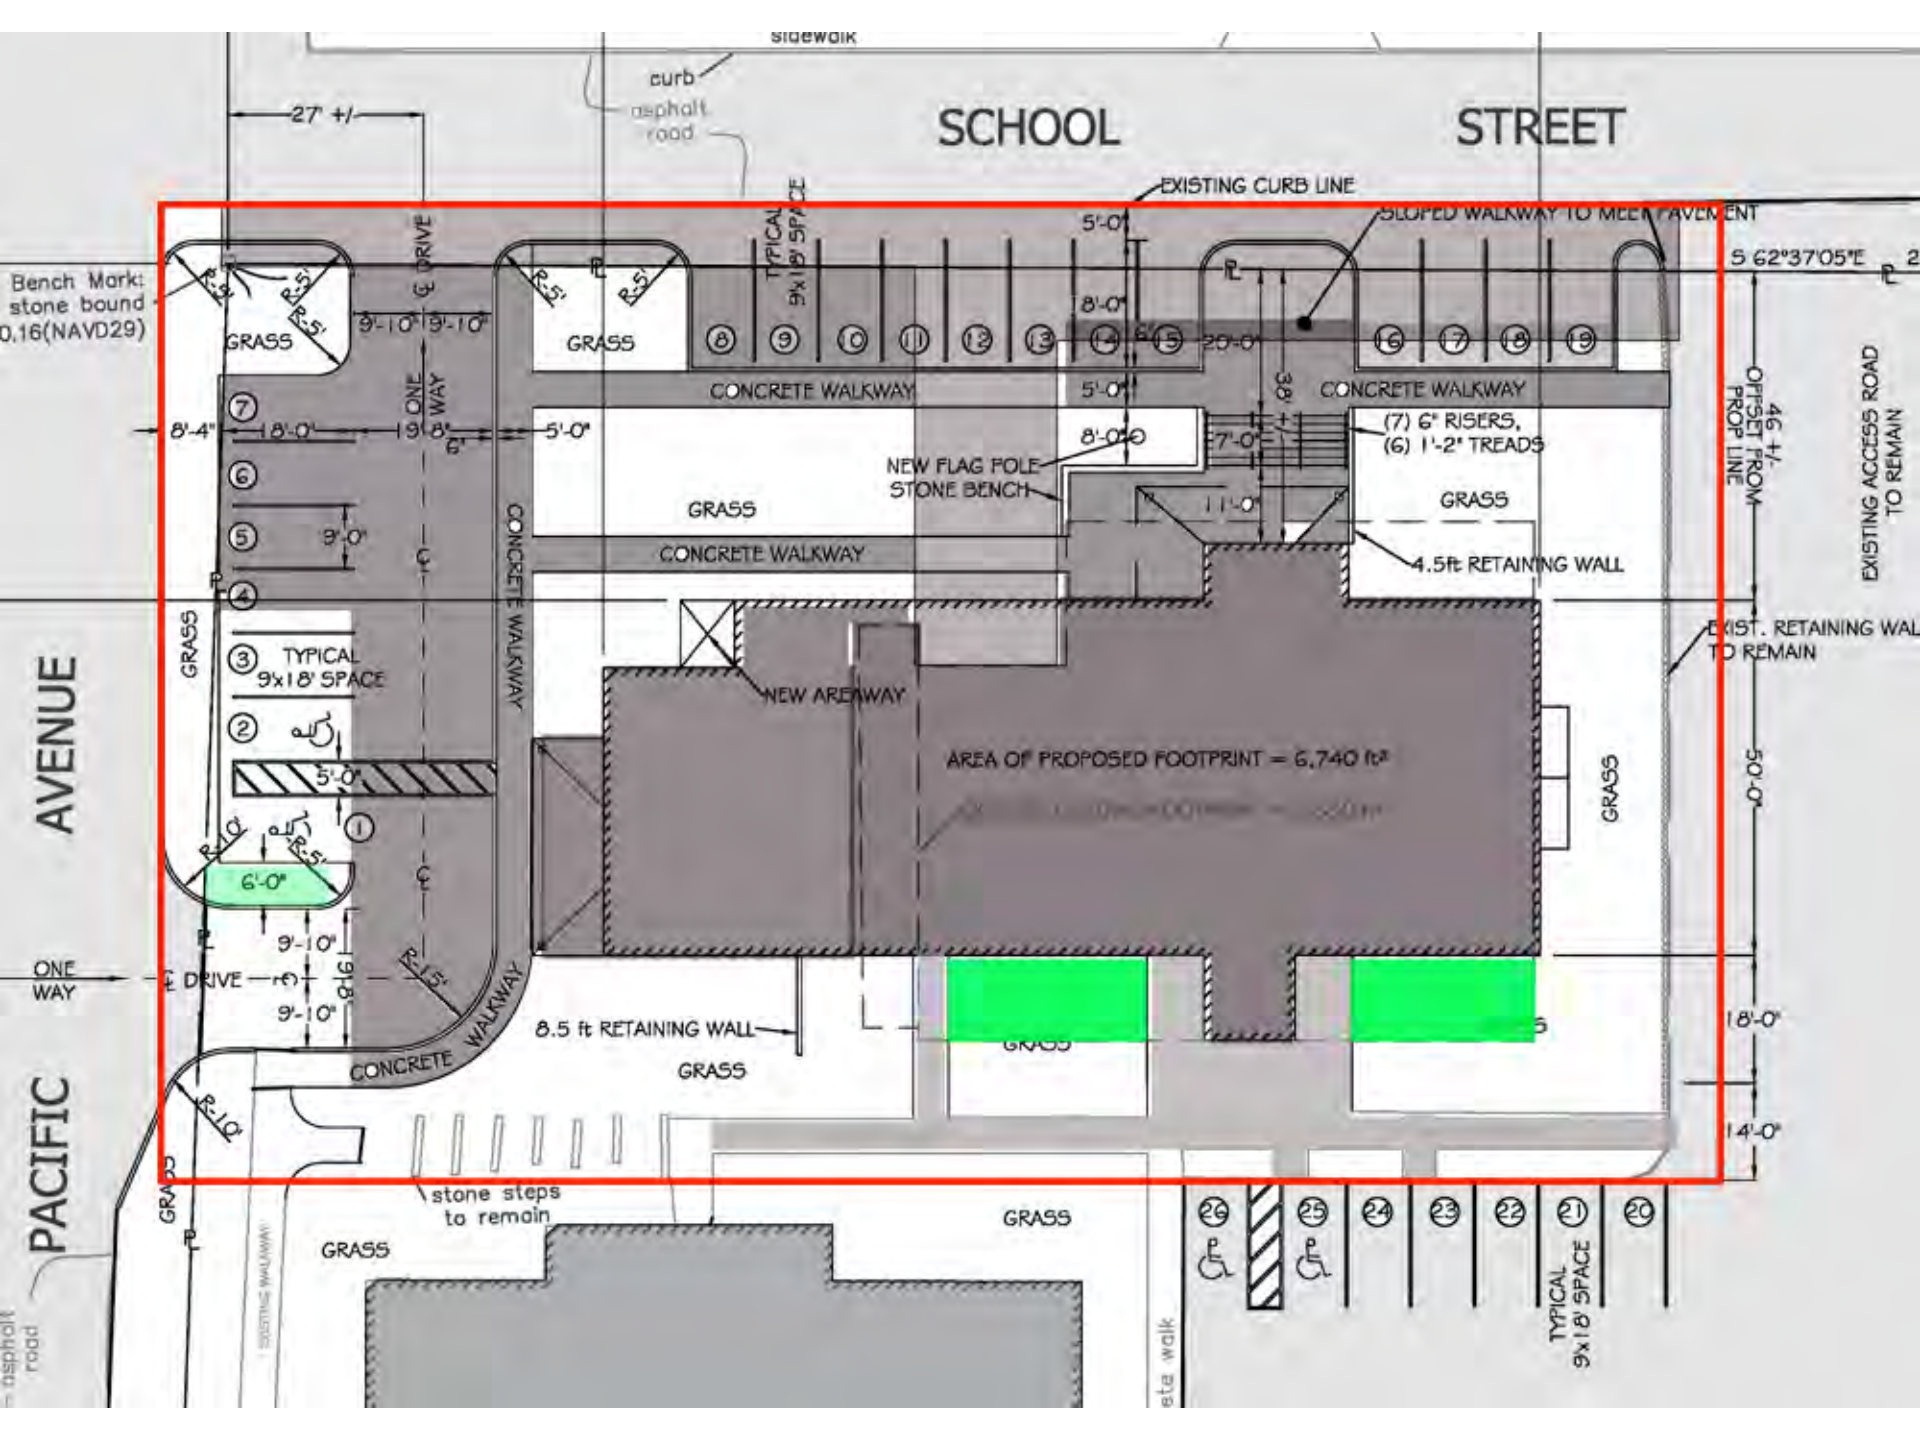 sidewalk
curb
asphalt
road
27' +/-
SCHOOL STREET
EXISTING CURB LINE
SLOPED WALKWAY TO MEET PAVEMENT
TYPICAL
9x18' SPACE
5'-0"
℄ DRIVE
S 62°37'05"E 2
Bench Mark:
stone bound
0.16(NAVD29)
R-5'
R-5'
R-5'
R-5'
R-5'
9'-10" 9'-10"
18'-0"
GRASS
GRASS
8 9 10 11 12 13 14 15
20'-0"
16 17 18 19
ONE
WAY
CONCRETE WALKWAY
5'-0"
38' +/-
CONCRETE WALKWAY
46 +/-
OFFSET FROM
PROP LINE
EXISTING ACCESS ROAD
TO REMAIN
7
8'-4"
18'-0"
19'-8"
6"
5'-0"
8'-0"
7'-0"
(7) 6" RISERS,
(6) 1'-2" TREADS
NEW FLAG POLE
STONE BENCH
6
GRASS
11'-0"
GRASS
5
9'-0"
CONCRETE WALKWAY
CONCRETE WALKWAY
4.5ft RETAINING WALL
4
GRASS
3
TYPICAL
9x18' SPACE
NEW AREAWAY
EXIST. RETAINING WAL
TO REMAIN
2
5'-0"
AREA OF PROPOSED FOOTPRINT = 6,740 ft²
50'-0"
GRASS
AVENUE
1
R-10'
R-5'
6'-0"
9'-10"
19'-8"
R-15'
ONE
WAY
℄ DRIVE
9'-10"
CONCRETE WALKWAY
8.5 ft RETAINING WALL
GRASS
GRASS
S
18'-0"
PACIFIC
R-10'
14'-0"
GRASS
stone steps
to remain
GRASS
GRASS
26 25 24 23 22 21 20
TYPICAL
9x18' SPACE
EXISTING WALKWAY
asphalt
road
ete walk